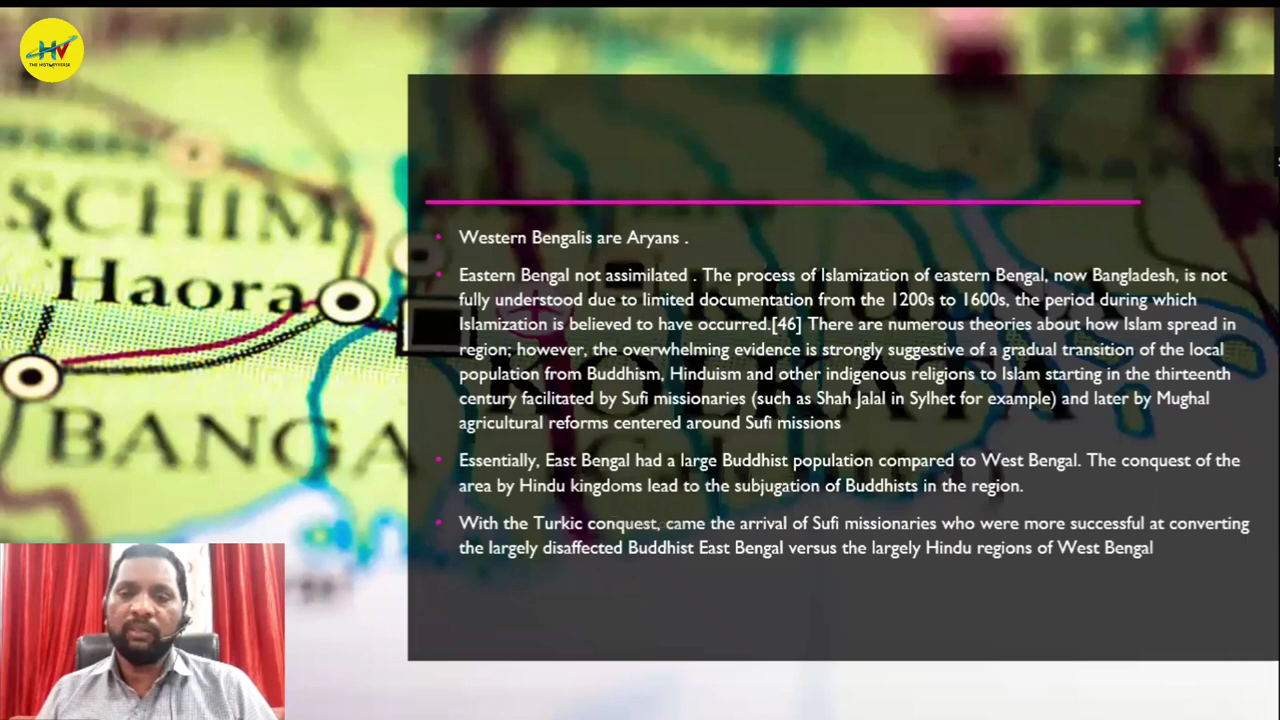 HV
THE HISTORYVERSE
SCHIM
Haora
BANGA
• Western Bengalis are Aryans .
• Eastern Bengal not assimilated . The process of Islamization of eastern Bengal, now Bangladesh, is not
fully understood due to limited documentation from the 1200s to 1600s, the period during which
Islamization is believed to have occurred.[46] There are numerous theories about how Islam spread in
region; however, the overwhelming evidence is strongly suggestive of a gradual transition of the local
population from Buddhism, Hinduism and other indigenous religions to Islam starting in the thirteenth
century facilitated by Sufi missionaries (such as Shah Jalal in Sylhet for example) and later by Mughal
agricultural reforms centered around Sufi missions
• Essentially, East Bengal had a large Buddhist population compared to West Bengal. The conquest of the
area by Hindu kingdoms lead to the subjugation of Buddhists in the region.
• With the Turkic conquest, came the arrival of Sufi missionaries who were more successful at converting
the largely disaffected Buddhist East Bengal versus the largely Hindu regions of West Bengal